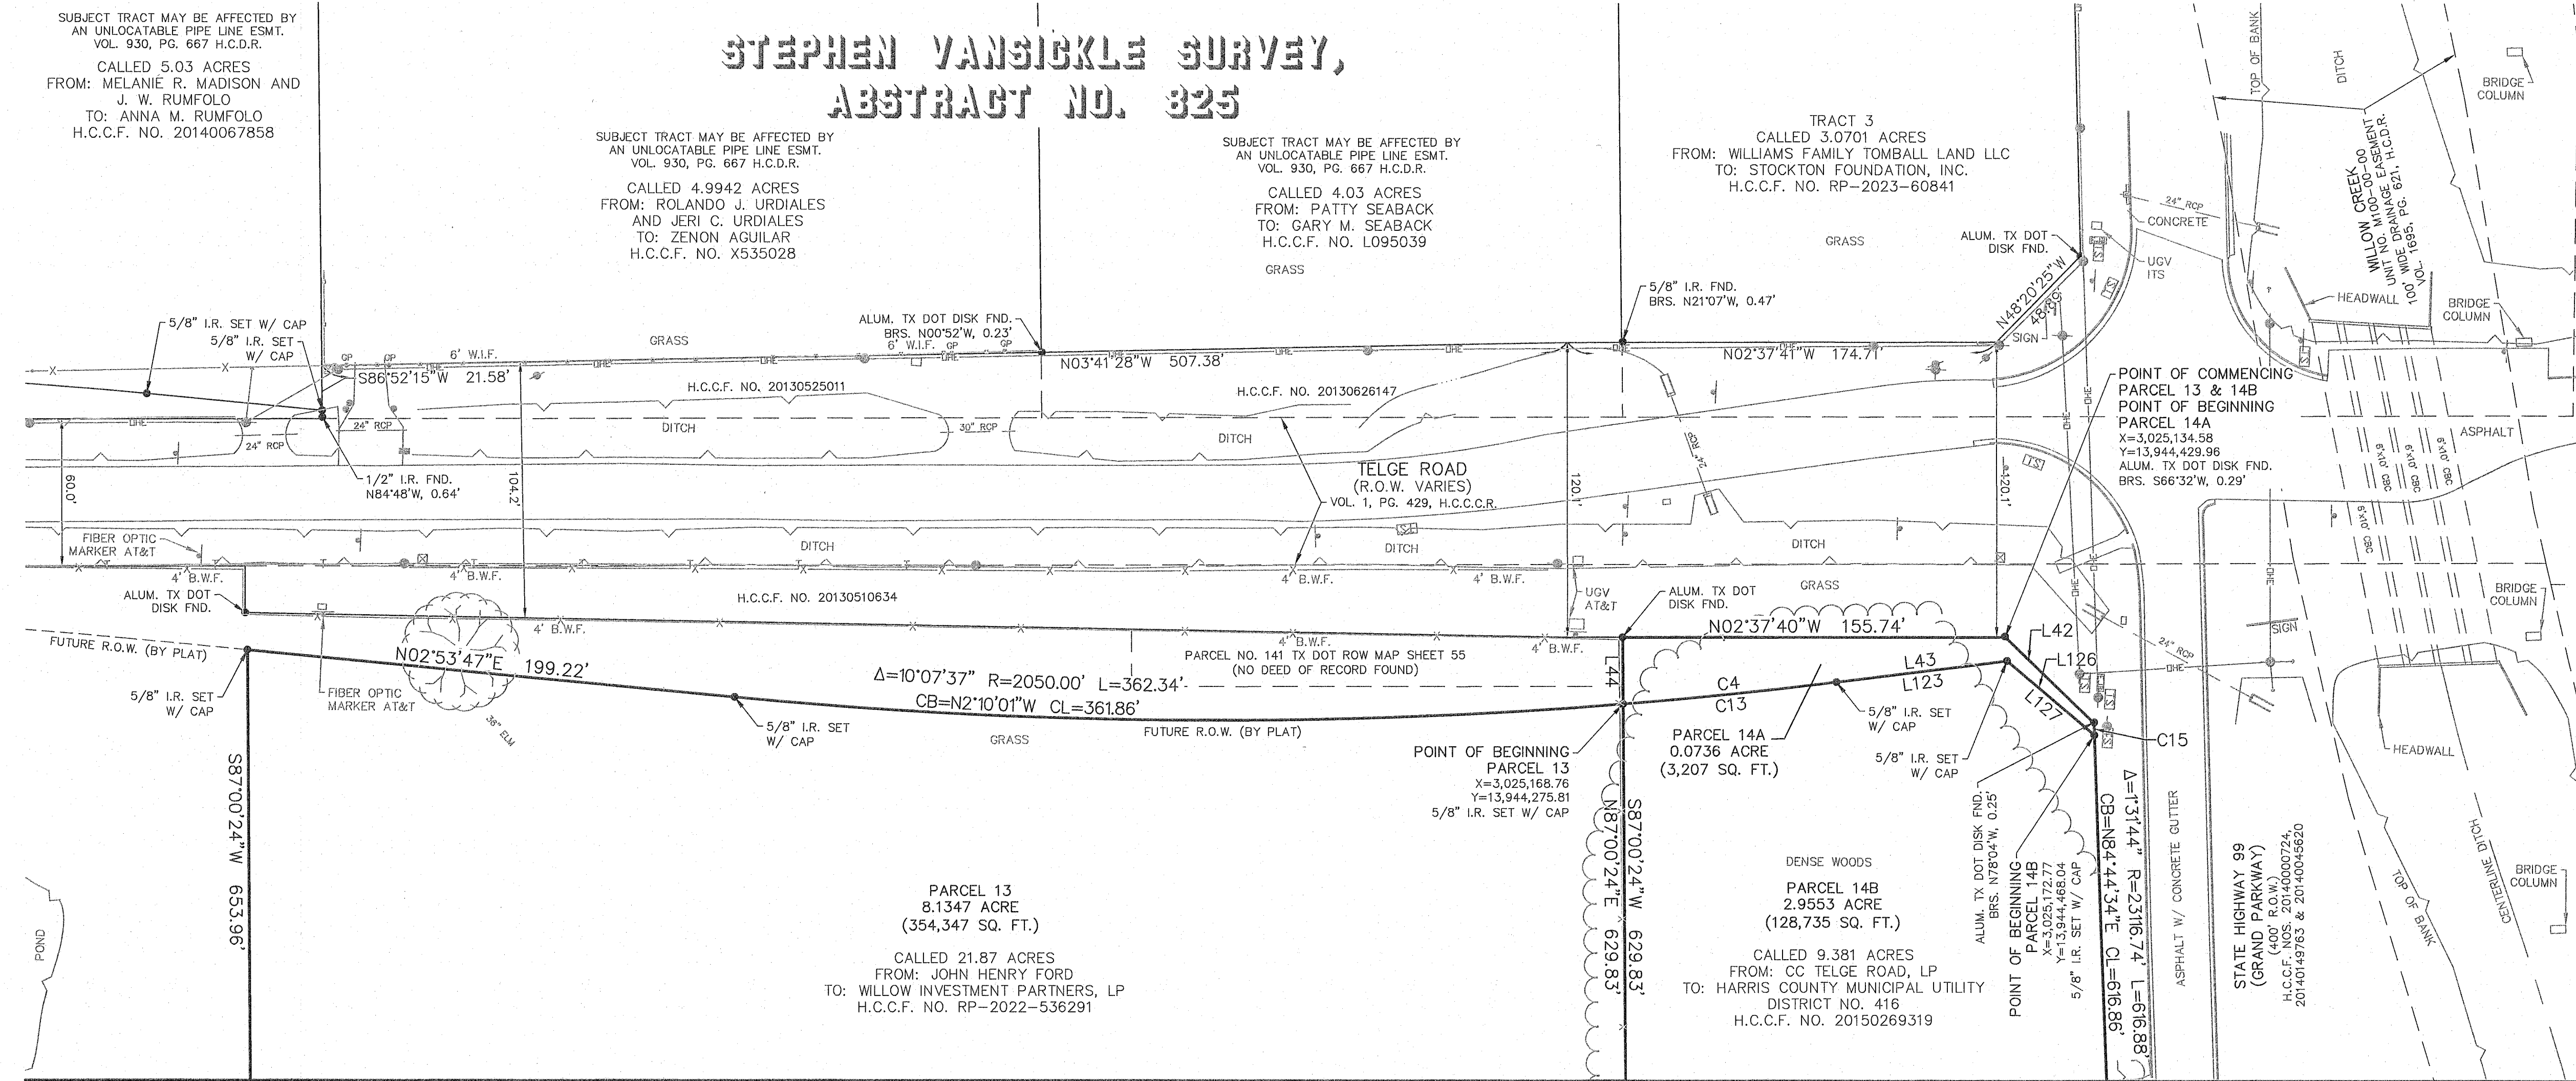 SUBJECT TRACT MAY BE AFFECTED BY
AN UNLOCATABLE PIPE LINE ESMT.
VOL. 930, PG. 667 H.C.D.R.
CALLED 5.03 ACRES
FROM: MELANIE R. MADISON AND
J. W. RUMFOLO
TO: ANNA M. RUMFOLO
H.C.C.F. NO. 20140067858
STEPHEN VANSICKLE SURVEY,
ABSTRACT NO. 825
SUBJECT TRACT MAY BE AFFECTED BY
AN UNLOCATABLE PIPE LINE ESMT.
VOL. 930, PG. 667 H.C.D.R.
CALLED 4.9942 ACRES
FROM: ROLANDO J. URDIALES
AND JERI C. URDIALES
TO: ZENON AGUILAR
H.C.C.F. NO. X535028
SUBJECT TRACT MAY BE AFFECTED BY
AN UNLOCATABLE PIPE LINE ESMT.
VOL. 930, PG. 667 H.C.D.R.
CALLED 4.03 ACRES
FROM: PATTY SEABACK
TO: GARY M. SEABACK
H.C.C.F. NO. L095039
GRASS
TRACT 3
CALLED 3.0701 ACRES
FROM: WILLIAMS FAMILY TOMBALL LAND LLC
TO: STOCKTON FOUNDATION, INC.
H.C.C.F. NO. RP-2023-60841
GRASS
ALUM. TX DOT
DISK FND.
TOP OF BANK
DITCH
BRIDGE
COLUMN
WILLOW CREEK
UNIT NO. M100-00-00
100' WIDE DRAINAGE EASEMENT
VOL. 1695, PG. 621, H.C.D.R.
24" RCP
CONCRETE
UGV
ITS
HEADWALL
BRIDGE
COLUMN
N48°20'25"W
48.89'
SIGN
5/8" I.R. SET W/ CAP
5/8" I.R. SET
W/ CAP
GP
GP
6' W.I.F.
GRASS
ALUM. TX DOT DISK FND.
BRS. N00°52'W, 0.23'
6' W.I.F.
GP
GP
OHE
5/8" I.R. FND.
BRS. N21°07'W, 0.47'
S86°52'15"W 21.58'
N03°41'28"W 507.38'
N02°37'41"W 174.71'
H.C.C.F. NO. 20130525011
H.C.C.F. NO. 20130626147
24" RCP
24" RCP
DITCH
30" RCP
DITCH
24" RCP
1/2" I.R. FND.
N84°48'W, 0.64'
60.0'
104.2'
120.1'
120.1'
TELGE ROAD
(R.O.W. VARIES)
VOL. 1, PG. 429, H.C.C.C.R.
POINT OF COMMENCING
PARCEL 13 & 14B
POINT OF BEGINNING
PARCEL 14A
X=3,025,134.58
Y=13,944,429.96
ALUM. TX DOT DISK FND.
BRS. S66°32'W, 0.29'
ASPHALT
6'x10' CBC
6'x10' CBC
6'x10' CBC
6'x10' CBC
FIBER OPTIC
MARKER AT&T
DITCH
DITCH
DITCH
4' B.W.F.
4' B.W.F.
4' B.W.F.
4' B.W.F.
GRASS
ALUM. TX DOT
DISK FND.
H.C.C.F. NO. 20130510634
UGV
AT&T
ALUM. TX DOT
DISK FND.
4' B.W.F.
4' B.W.F.
4' B.W.F.
FUTURE R.O.W. (BY PLAT)
N02°53'47"E 199.22'
PARCEL NO. 141 TX DOT ROW MAP SHEET 55
(NO DEED OF RECORD FOUND)
Δ=10°07'37" R=2050.00' L=362.34'
CB=N2°10'01"W CL=361.86'
N02°37'40"W 155.74'
L44
L42
L126
L43
L123
C4
C13
L127
C15
24" RCP
OHE
SIGN
BRIDGE
COLUMN
HEADWALL
5/8" I.R. SET
W/ CAP
FIBER OPTIC
MARKER AT&T
36" ELM
5/8" I.R. SET
W/ CAP
GRASS
FUTURE R.O.W. (BY PLAT)
POINT OF BEGINNING
PARCEL 13
X=3,025,168.76
Y=13,944,275.81
5/8" I.R. SET W/ CAP
PARCEL 14A
0.0736 ACRE
(3,207 SQ. FT.)
5/8" I.R. SET
W/ CAP
5/8" I.R. SET
W/ CAP
S87°00'24"W 653.96'
POND
PARCEL 13
8.1347 ACRE
(354,347 SQ. FT.)
CALLED 21.87 ACRES
FROM: JOHN HENRY FORD
TO: WILLOW INVESTMENT PARTNERS, LP
H.C.C.F. NO. RP-2022-536291
N87°00'24"E 629.83'
S87°00'24"W 629.83'
DENSE WOODS
PARCEL 14B
2.9553 ACRE
(128,735 SQ. FT.)
CALLED 9.381 ACRES
FROM: CC TELGE ROAD, LP
TO: HARRIS COUNTY MUNICIPAL UTILITY
DISTRICT NO. 416
H.C.C.F. NO. 20150269319
ALUM. TX DOT DISK FND.
BRS. N78°04'W, 0.25'
POINT OF BEGINNING
PARCEL 14B
X=3,025,172.77
Y=13,944,468.04
5/8" I.R. SET W/ CAP
Δ=1°31'44" R=23116.74' L=616.88'
CB=N84°44'34"E CL=616.86'
ASPHALT W/ CONCRETE GUTTER
STATE HIGHWAY 99
(GRAND PARKWAY)
(400' R.O.W.)
H.C.C.F. NOS. 20140000724,
20140149763 & 20140045620
TOP OF BANK
CENTERLINE DITCH
BRIDGE
COLUMN